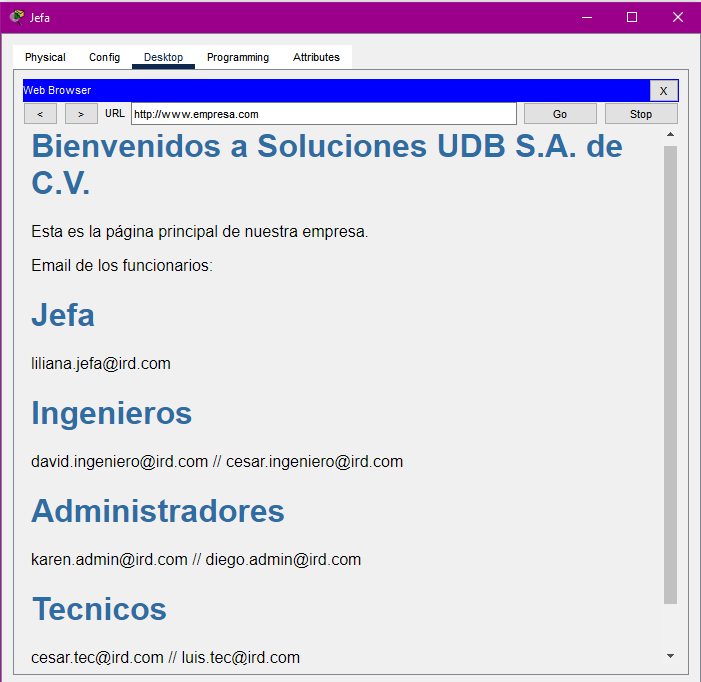 Jefa
Physical Config Desktop Programming Attributes
Web Browser X
< > URL http://www.empresa.com Go Stop
Bienvenidos a Soluciones UDB S.A. de
C.V.
Esta es la página principal de nuestra empresa.
Email de los funcionarios:
Jefa
liliana.jefa@ird.com
Ingenieros
david.ingeniero@ird.com // cesar.ingeniero@ird.com
Administradores
karen.admin@ird.com // diego.admin@ird.com
Tecnicos
cesar.tec@ird.com // luis.tec@ird.com